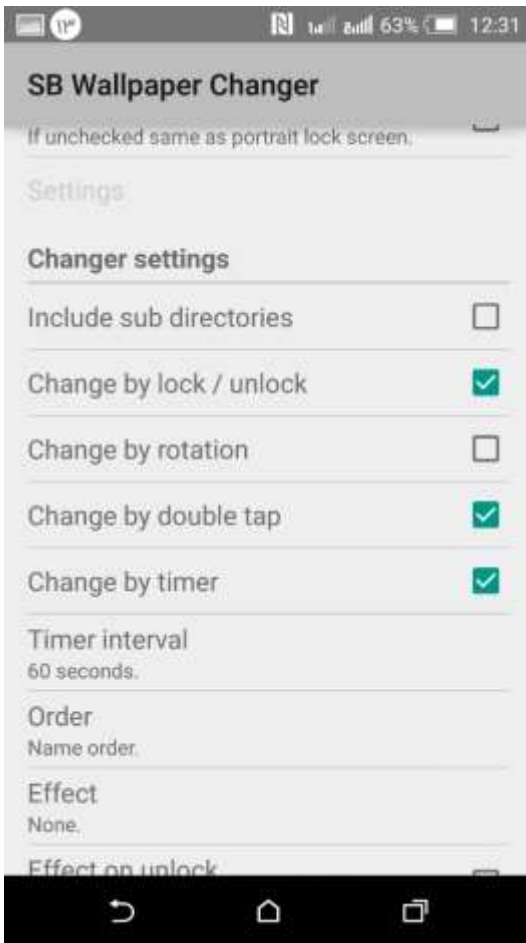 ١٣ 63% 12:31
SB Wallpaper Changer
If unchecked same as portrait lock screen.
Settings
Changer settings
Include sub directories
Change by lock / unlock
Change by rotation
Change by double tap
Change by timer
Timer interval
60 seconds.
Order
Name order.
Effect
None.
Effect on unlock